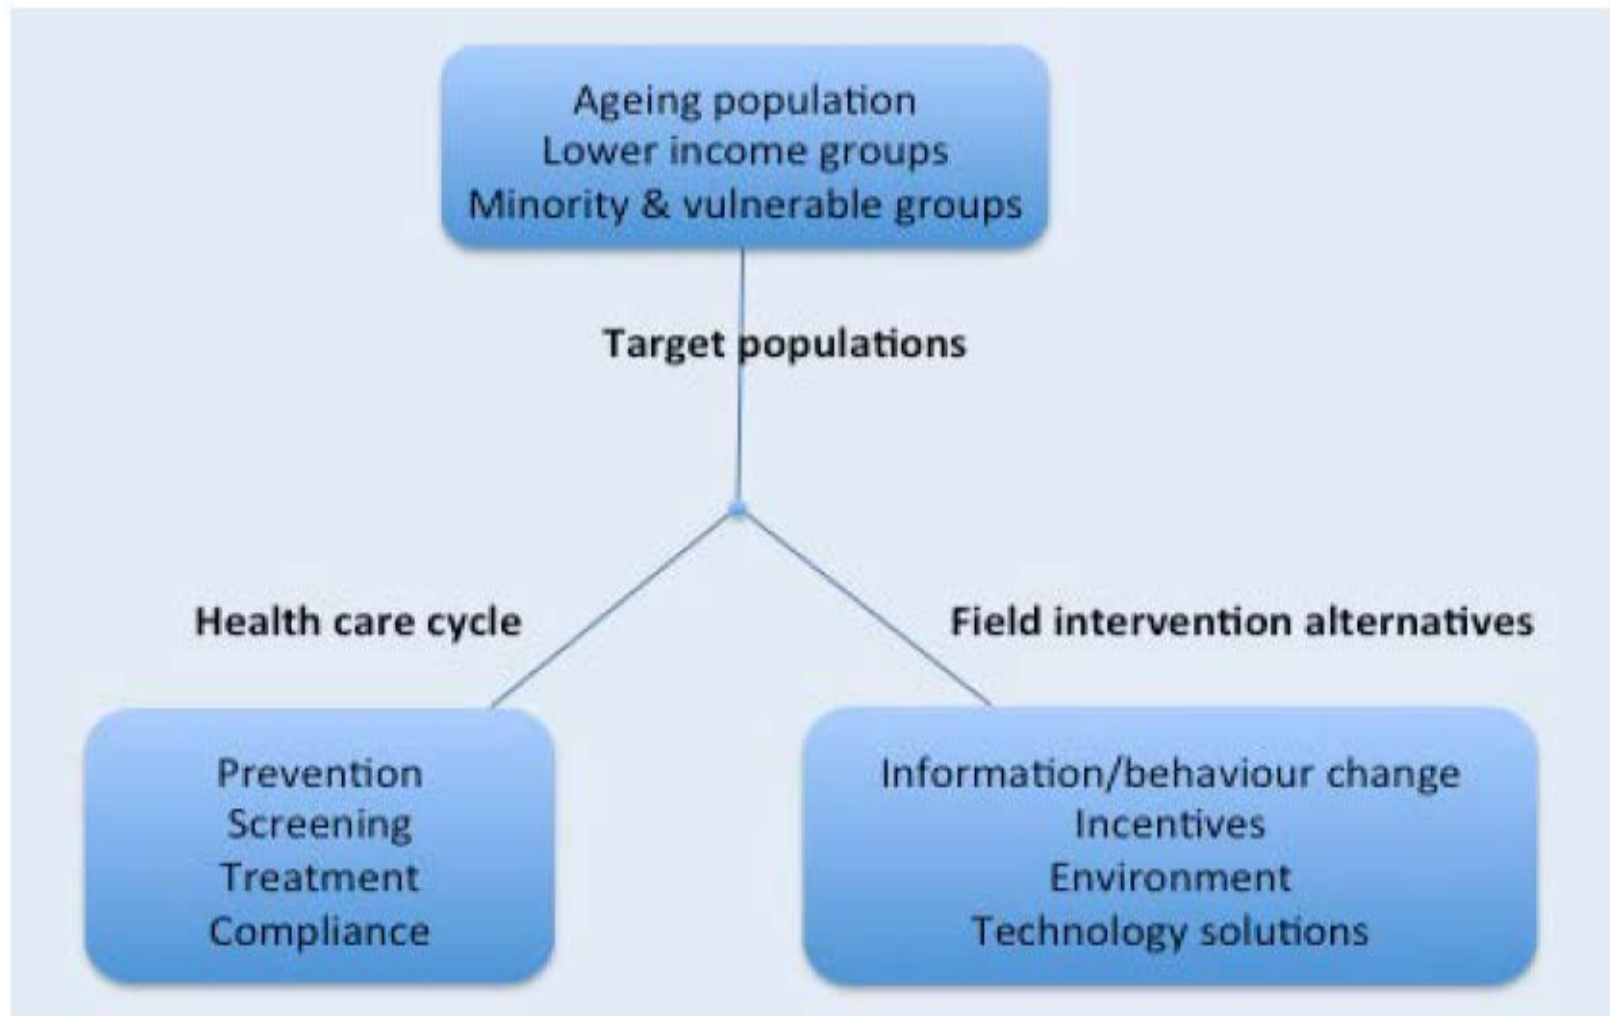 Ageing population
Lower income groups
Minority & vulnerable groups
Target populations
Health care cycle
Field intervention alternatives
Prevention
Screening
Treatment
Compliance
Information/behaviour change
Incentives
Environment
Technology solutions